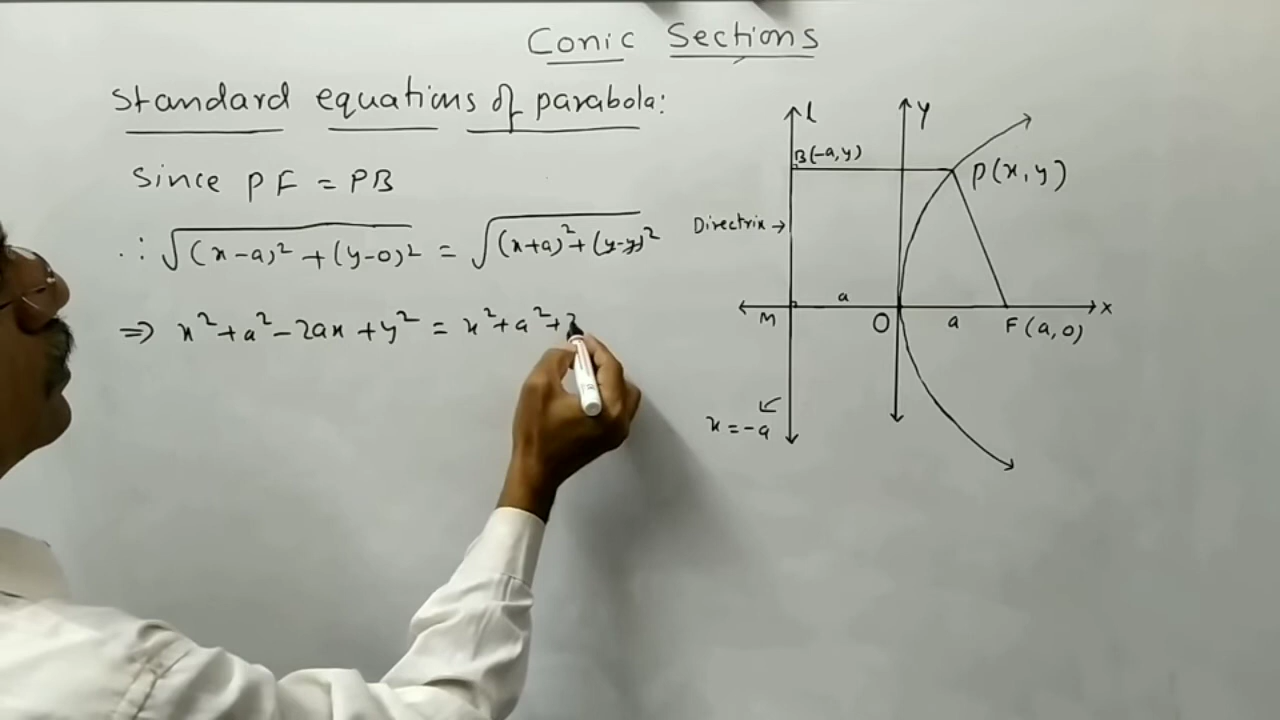 Conic Sections
Standard equations of parabola:
Since PF = PB
∴ √(x-a)² + (y-0)² = √(x+a)² + (y-y)²
⇒ x² + a² - 2ax + y² = x² + a² + 2
l
Y
B(-a, y)
P(x, y)
Directrix →
a
X
M
O
a
F(a, 0)
x = -a